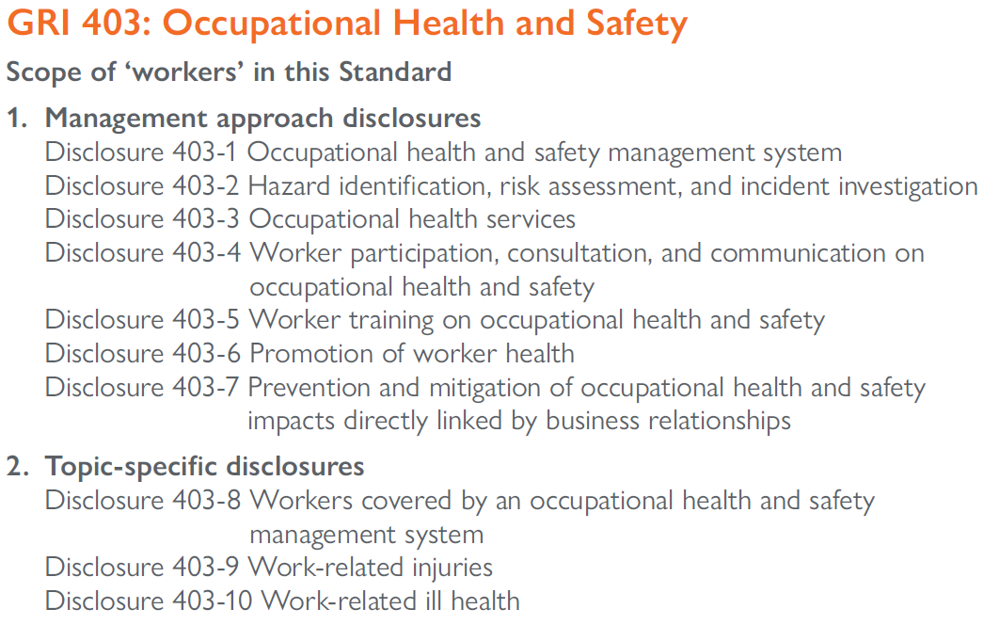 GRI 403: Occupational Health and Safety
Scope of ‘workers’ in this Standard
1. Management approach disclosures
Disclosure 403-1 Occupational health and safety management system
Disclosure 403-2 Hazard identification, risk assessment, and incident investigation
Disclosure 403-3 Occupational health services
Disclosure 403-4 Worker participation, consultation, and communication on
occupational health and safety
Disclosure 403-5 Worker training on occupational health and safety
Disclosure 403-6 Promotion of worker health
Disclosure 403-7 Prevention and mitigation of occupational health and safety
impacts directly linked by business relationships
2. Topic-specific disclosures
Disclosure 403-8 Workers covered by an occupational health and safety
management system
Disclosure 403-9 Work-related injuries
Disclosure 403-10 Work-related ill health